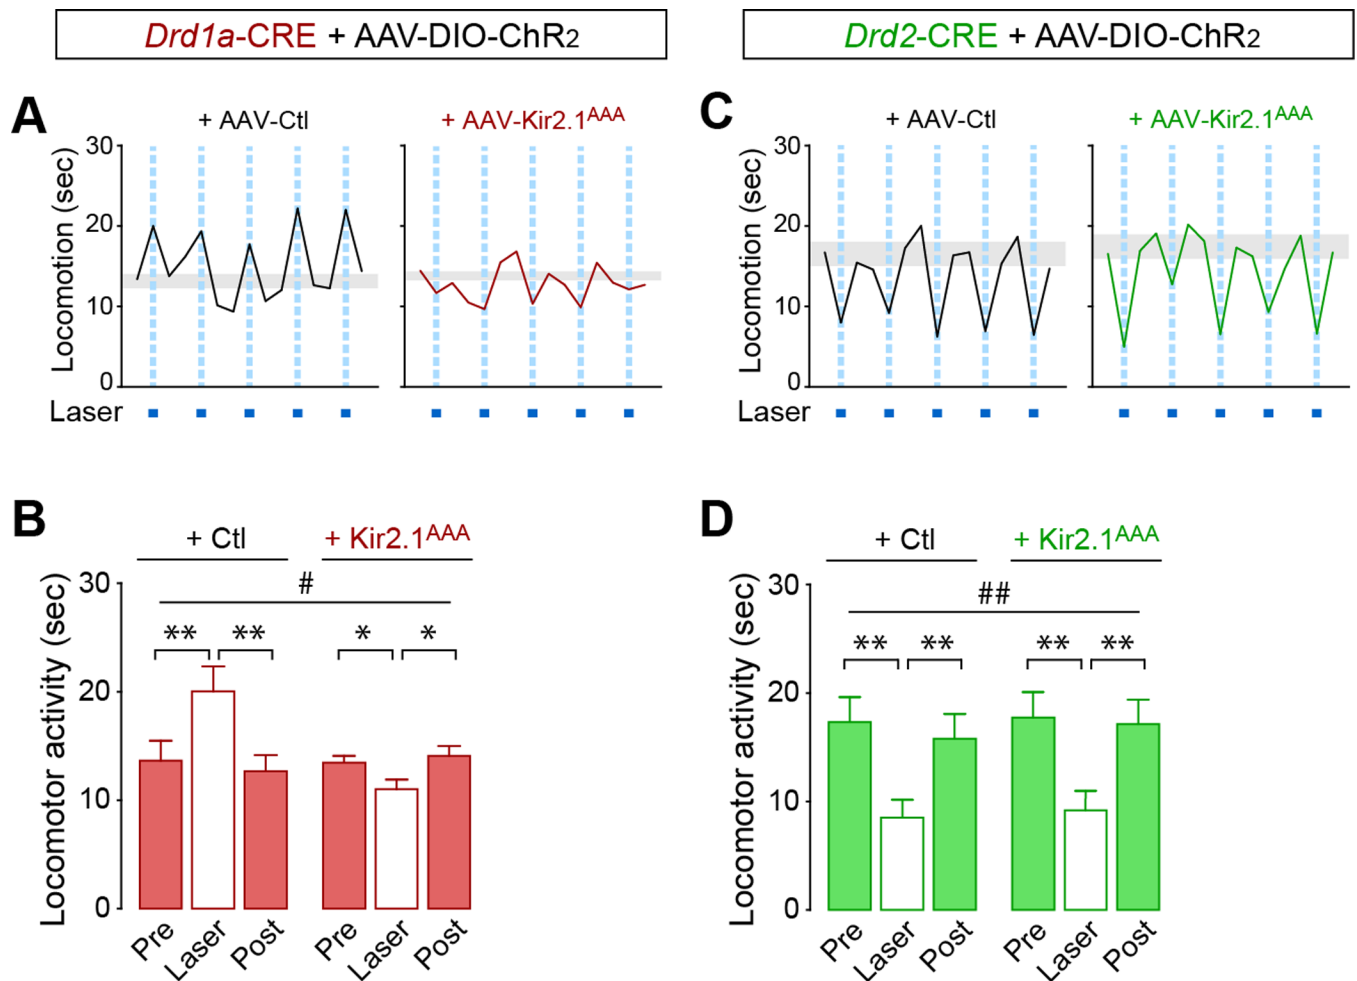 Drd1a-CRE + AAV-DIO-ChR2
Drd2-CRE + AAV-DIO-ChR2
A
+ AAV-Ctl
+ AAV-Kir2.1AAA
Locomotion (sec)
30
20
10
0
Laser
C
+ AAV-Ctl
+ AAV-Kir2.1AAA
Locomotion (sec)
30
20
10
0
Laser
B
+ Ctl
+ Kir2.1AAA
Locomotor activity (sec)
30
20
10
0
#
** ** * *
Pre Laser Post Pre Laser Post
D
+ Ctl
+ Kir2.1AAA
Locomotor activity (sec)
30
20
10
0
##
** ** ** **
Pre Laser Post Pre Laser Post